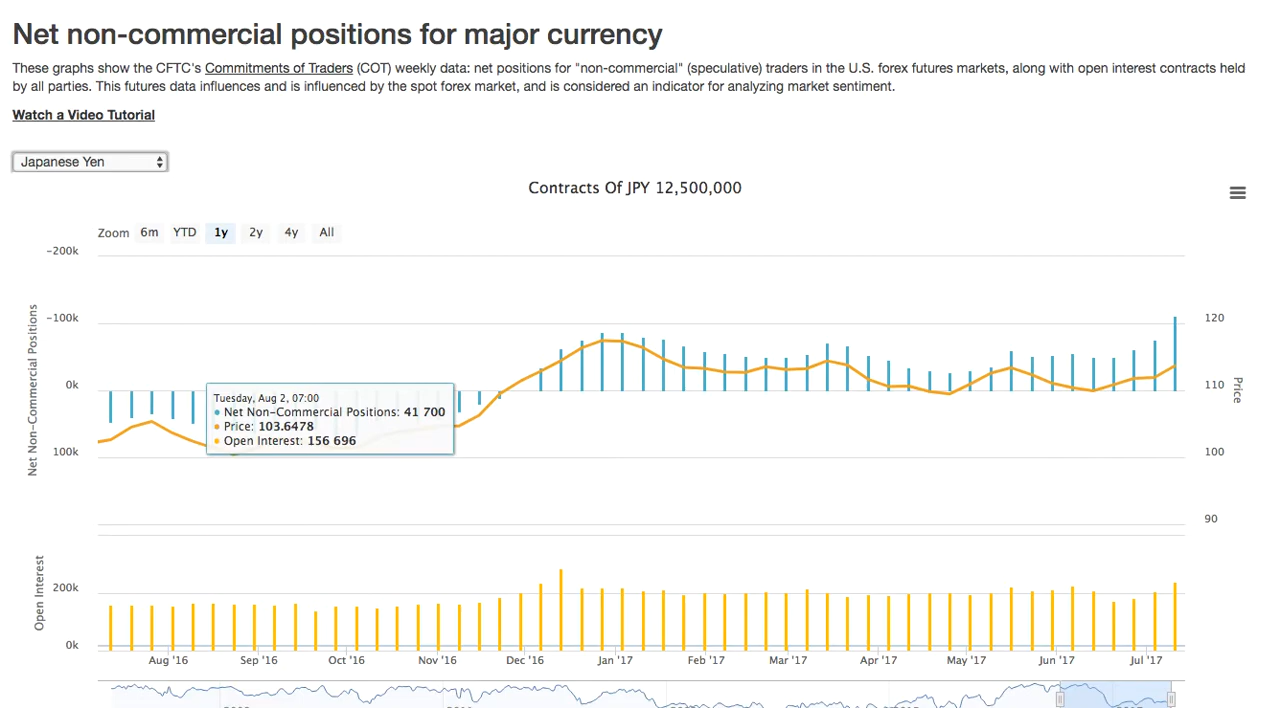 Net non-commercial positions for major currency
These graphs show the CFTC's Commitments of Traders (COT) weekly data: net positions for "non-commercial" (speculative) traders in the U.S. forex futures markets, along with open interest contracts held
by all parties. This futures data influences and is influenced by the spot forex market, and is considered an indicator for analyzing market sentiment.
Watch a Video Tutorial
Japanese Yen
Contracts Of JPY 12,500,000
Zoom 6m YTD 1y 2y 4y All
-200k
-100k 120
0k 110
100k 100
90
Net Non-Commercial Positions
Price
Tuesday, Aug 2, 07:00
Net Non-Commercial Positions: 41 700
Price: 103.6478
Open Interest: 156 696
Open Interest
200k
0k
Aug '16 Sep '16 Oct '16 Nov '16 Dec '16 Jan '17 Feb '17 Mar '17 Apr '17 May '17 Jun '17 Jul '17